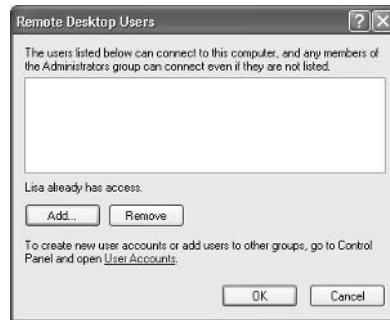 Remote Desktop Users
The users listed below can connect to this computer, and any members of
the Administrators group can connect even if they are not listed.
Lisa already has access.
Add... Remove
To create new user accounts or add users to other groups, go to Control
Panel and open User Accounts.
OK Cancel